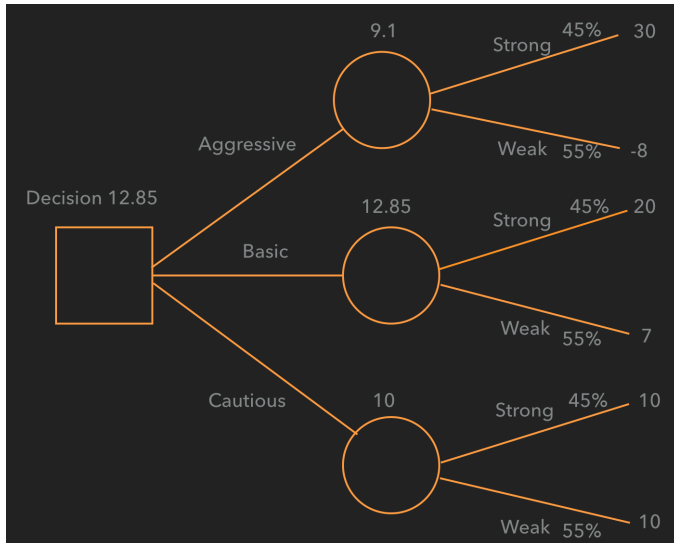 9.1
45% 30
Strong
Aggressive
Weak 55% -8
Decision 12.85
12.85
45% 20
Strong
Basic
Weak 55% 7
Cautious
10
45% 10
Strong
Weak 55% 10